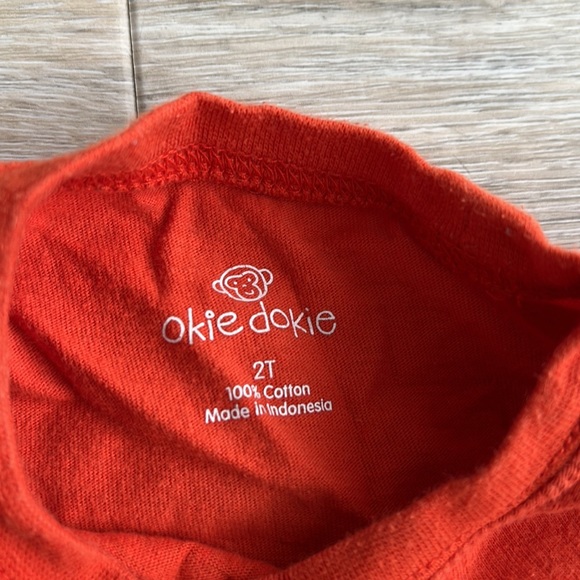 okie dokie
2T
100% Cotton
Made in Indonesia